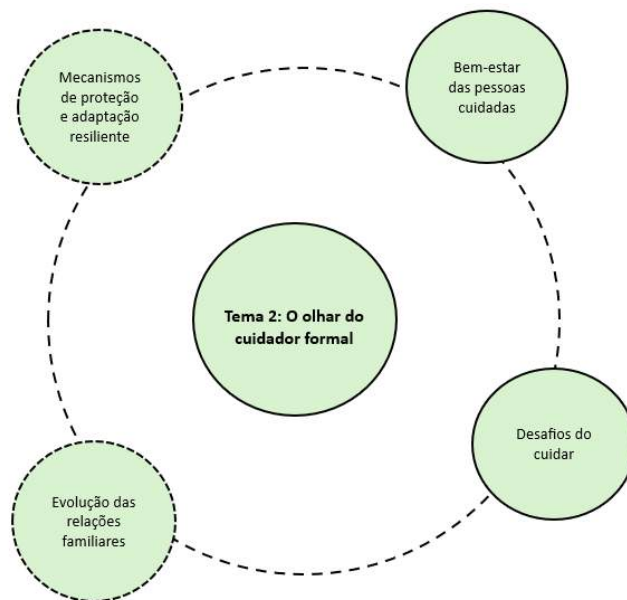 Mecanismos
de proteção
e adaptação
resiliente
Bem-estar
das pessoas
cuidadas
Tema 2: O olhar do
cuidador formal
Desafios do
cuidar
Evolução das
relações
familiares